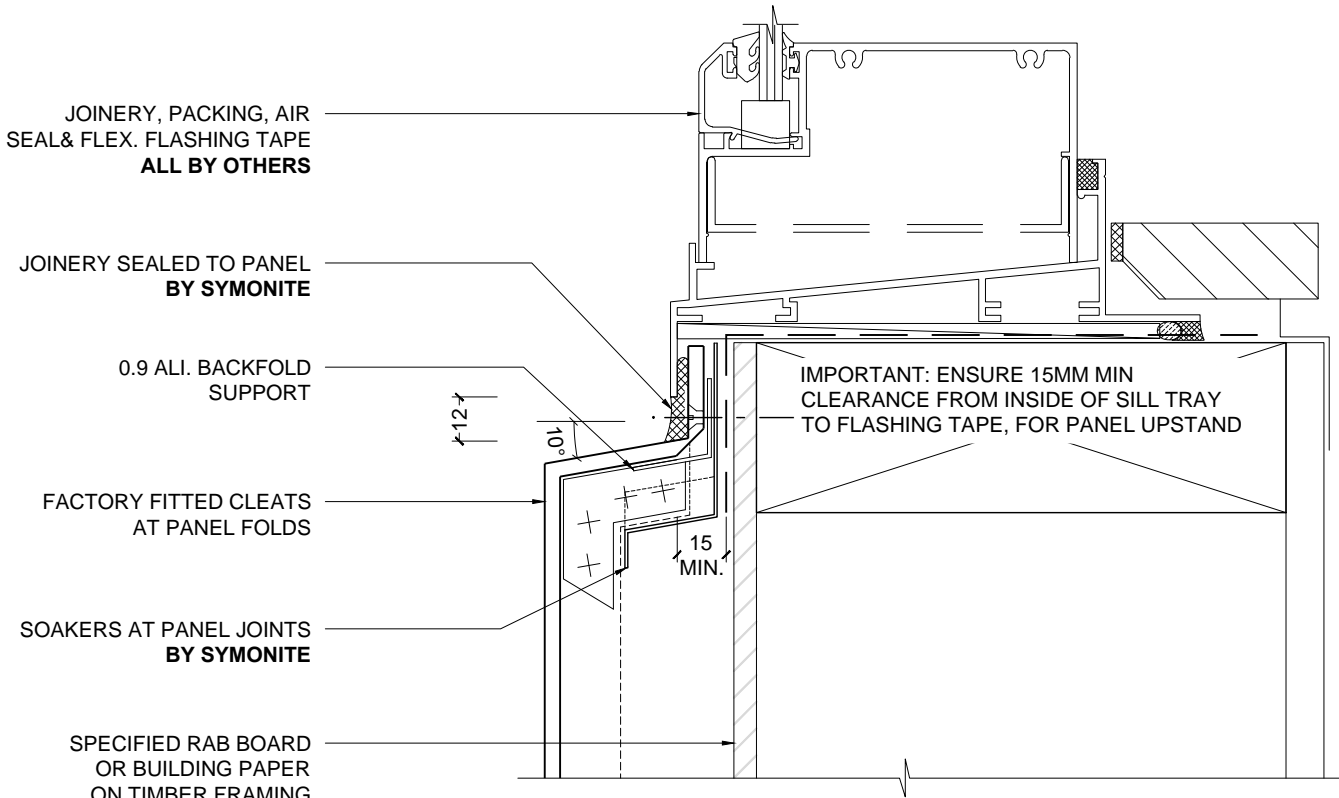 JOINERY, PACKING, AIR
SEAL& FLEX. FLASHING TAPE
ALL BY OTHERS
JOINERY SEALED TO PANEL
BY SYMONITE
0.9 ALI. BACKFOLD
SUPPORT
12
10°
IMPORTANT: ENSURE 15MM MIN
CLEARANCE FROM INSIDE OF SILL TRAY
TO FLASHING TAPE, FOR PANEL UPSTAND
FACTORY FITTED CLEATS
AT PANEL FOLDS
15
MIN.
SOAKERS AT PANEL JOINTS
BY SYMONITE
SPECIFIED RAB BOARD
OR BUILDING PAPER
ON TIMBER FRAMING